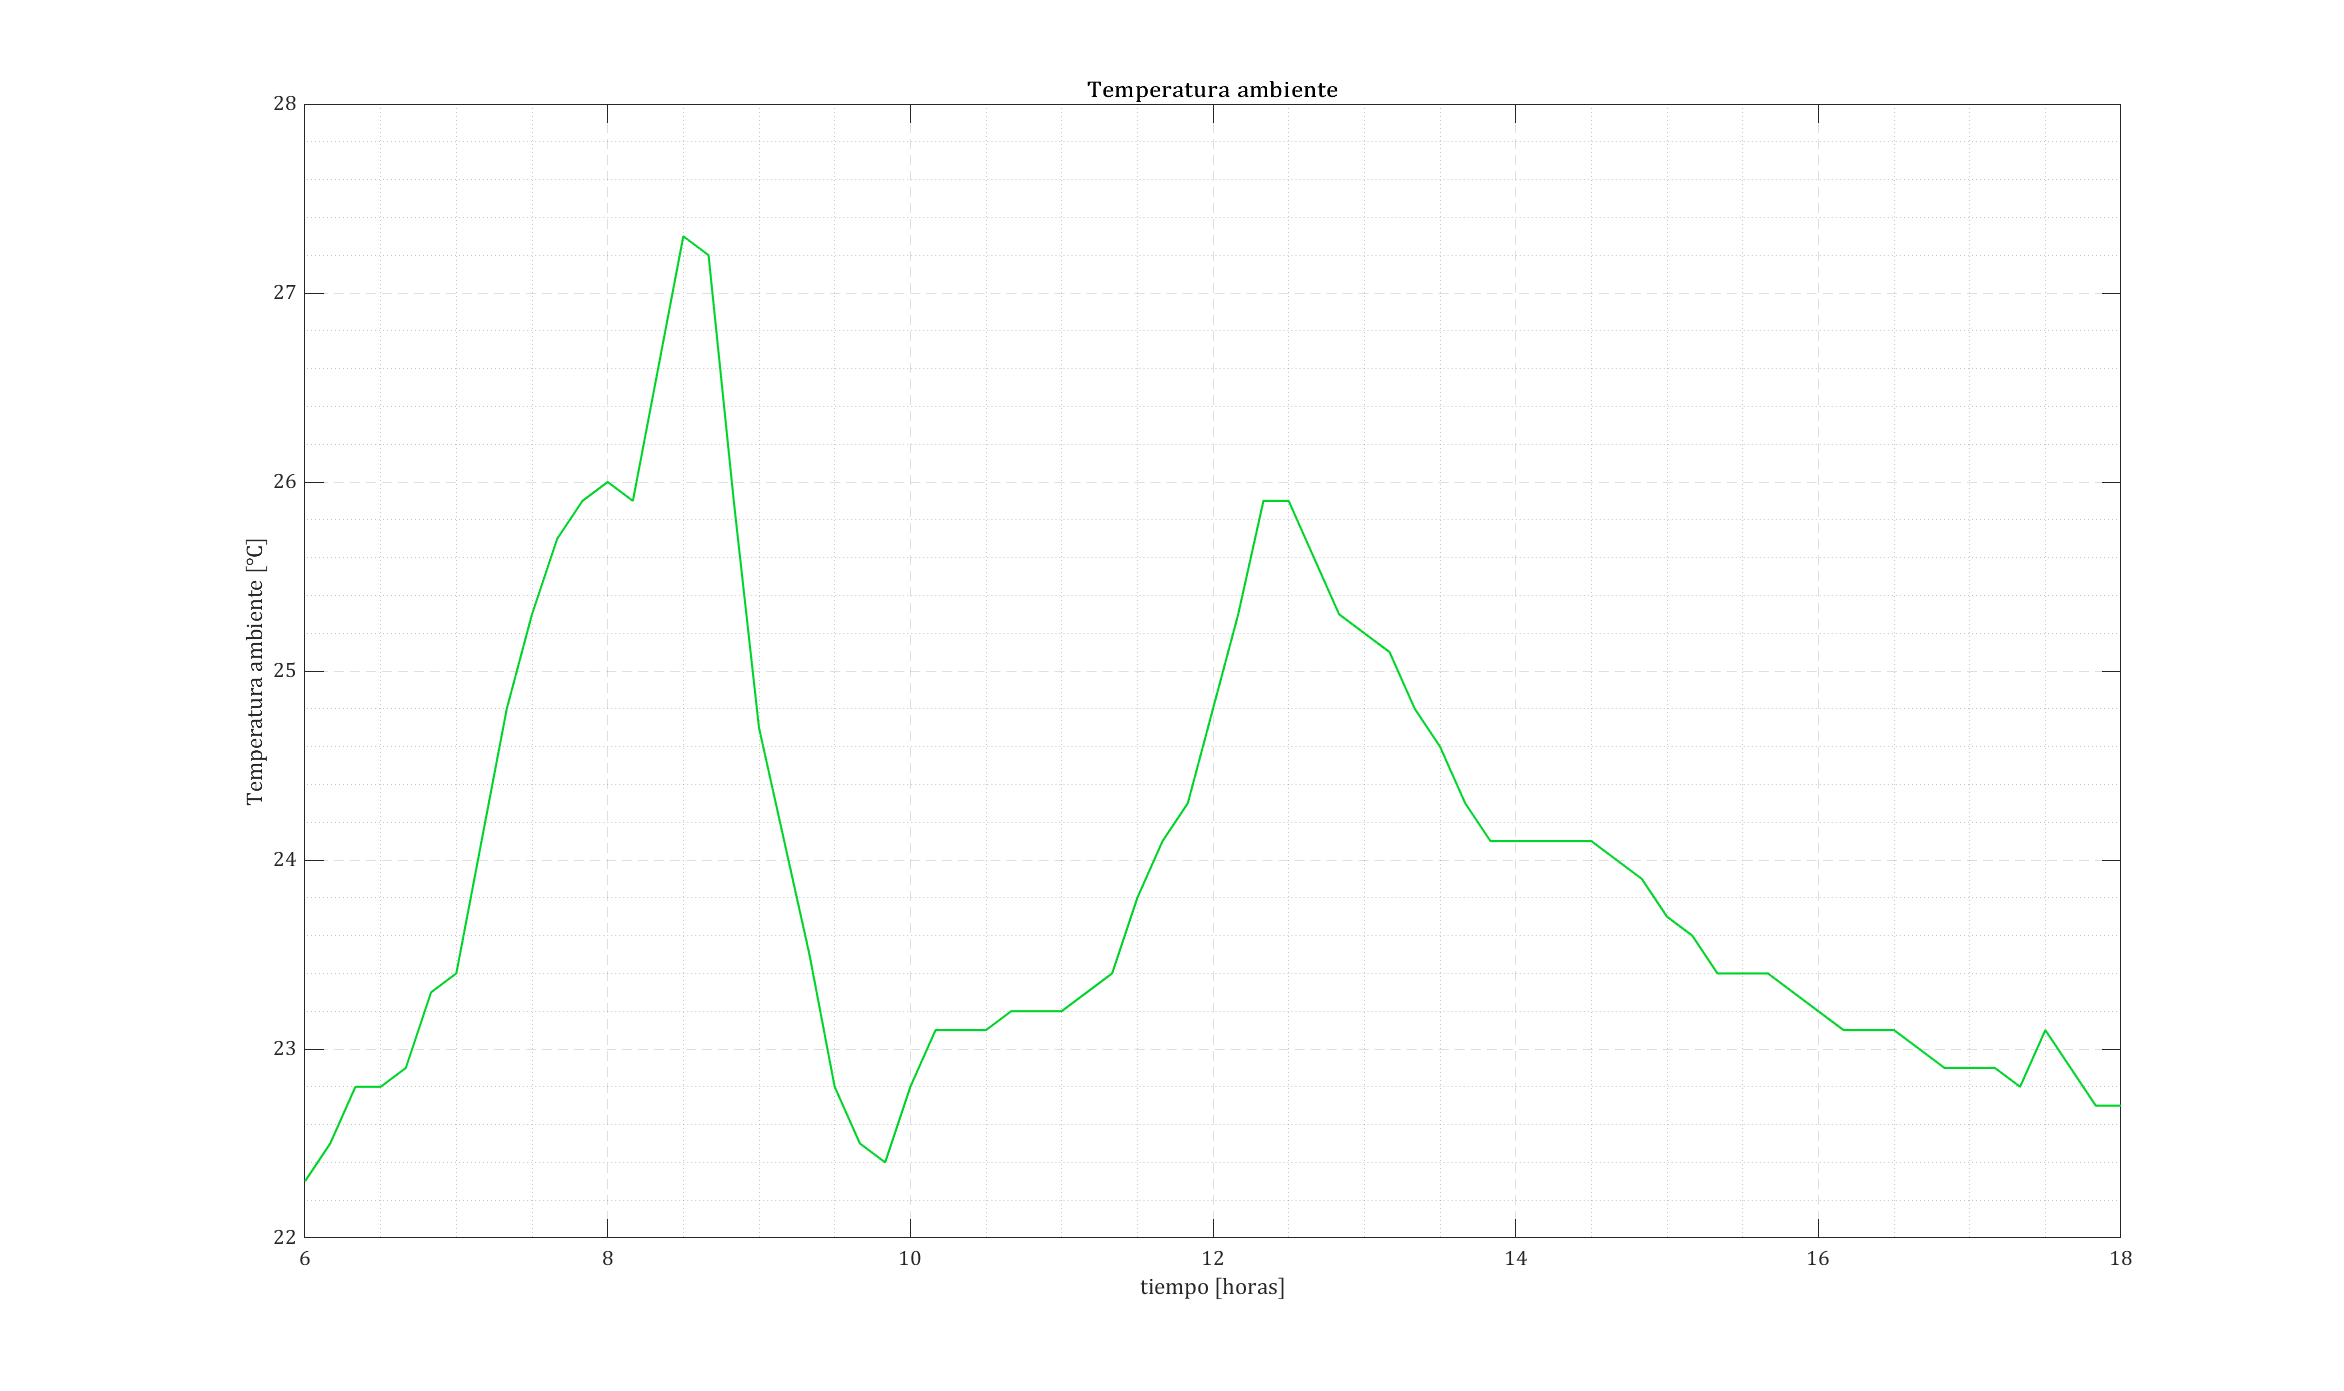 Temperatura ambiente
28
27
26
25
24
23
22
Temperatura ambiente [°C]
6 8 10 12 14 16 18
tiempo [horas]